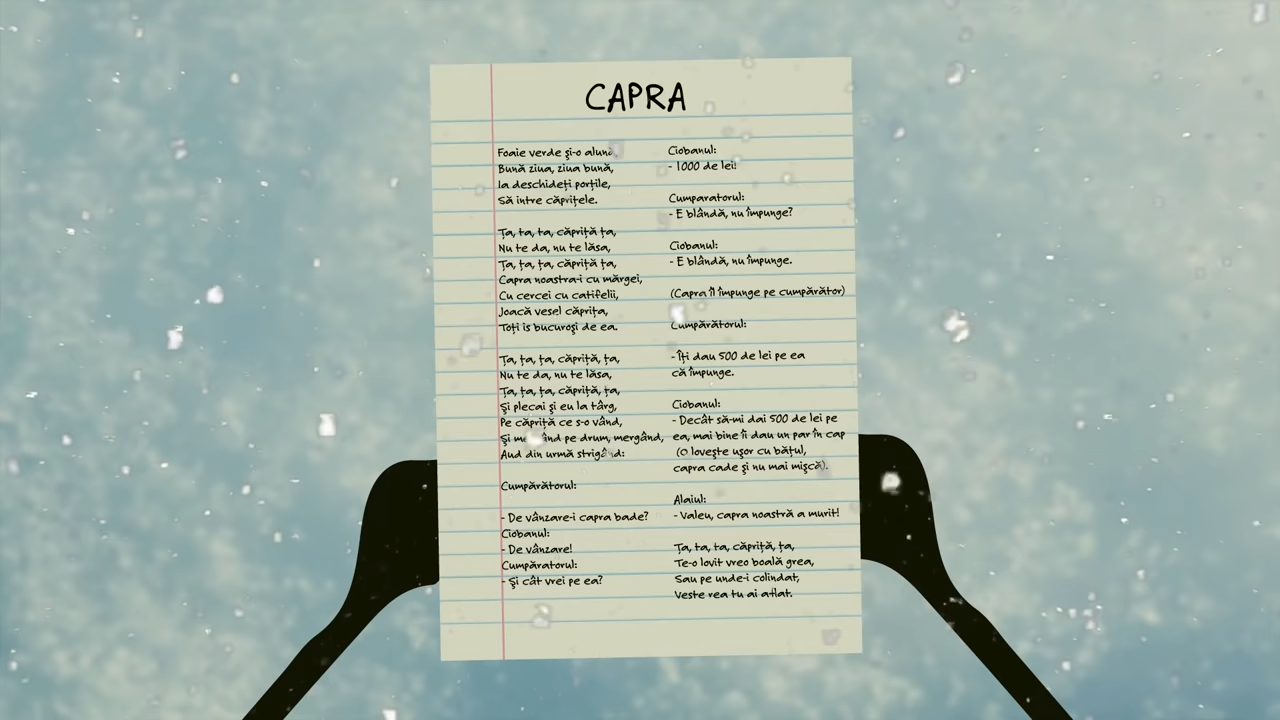 CAPRA
Foaie verde şi-o
Bună ziua, ziua bună,
Ia deschideţi porţile,
Să intre căpriţele.
Ţa, ţa, ţa, căpriţă ţa,
Nu te da, nu te lăsa,
Ţa, ţa, ţa, căpriţă ţa,
Capra noastra-i cu mărgei,
Cu cercei cu catifelii,
Joacă vesel căpriţa,
Toţi is bucuroşi de ea.
Ţa, ţa, ţa, căpriţă, ţa,
Nu te da, nu te lăsa,
Ţa, ţa, ţa, căpriţă, ţa,
Şi plecai şi eu la târg,
Pe căpriţă ce s-o vând,
Şi pe drum, mergând,
Aud din urmă strigând:
Cumpărătorul:
- De vânzare-i capra bade?
Ciobanul:
- De vânzare!
Cumpăratorul:
- Şi cât vrei pe ea?
Ciobanul:
- 1000 de lei!
Cumparatorul:
- E blândă, nu împunge?
Ciobanul:
- E blândă, nu împunge.
(Capra îl împunge pe cumpărător)
Cumpărătorul:
- Îţi dau 500 de lei pe ea
că împunge.
Ciobanul:
- Decât să-mi dai 500 de lei pe
ea, mai bine îi dau un par în cap
(O loveşte uşor cu băţul,
capra cade şi nu mai mişcă).
Alaiul:
- Valeu, capra noastră a murit!
Ţa, ţa, ţa, căpriţă, ţa,
Te-o lovit vreo boală grea,
Sau pe unde-i colindat,
Veste rea tu ai aflat.